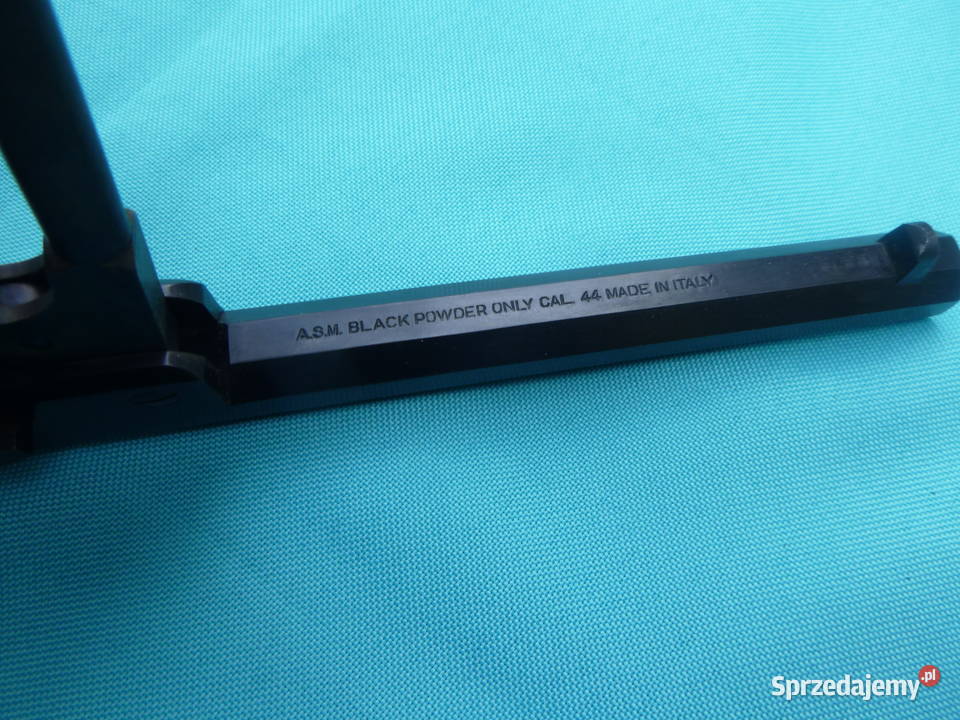 A.S.M. BLACK POWDER ONLY CAL. 44 MADE IN ITALY
Sprzedajemy.pl